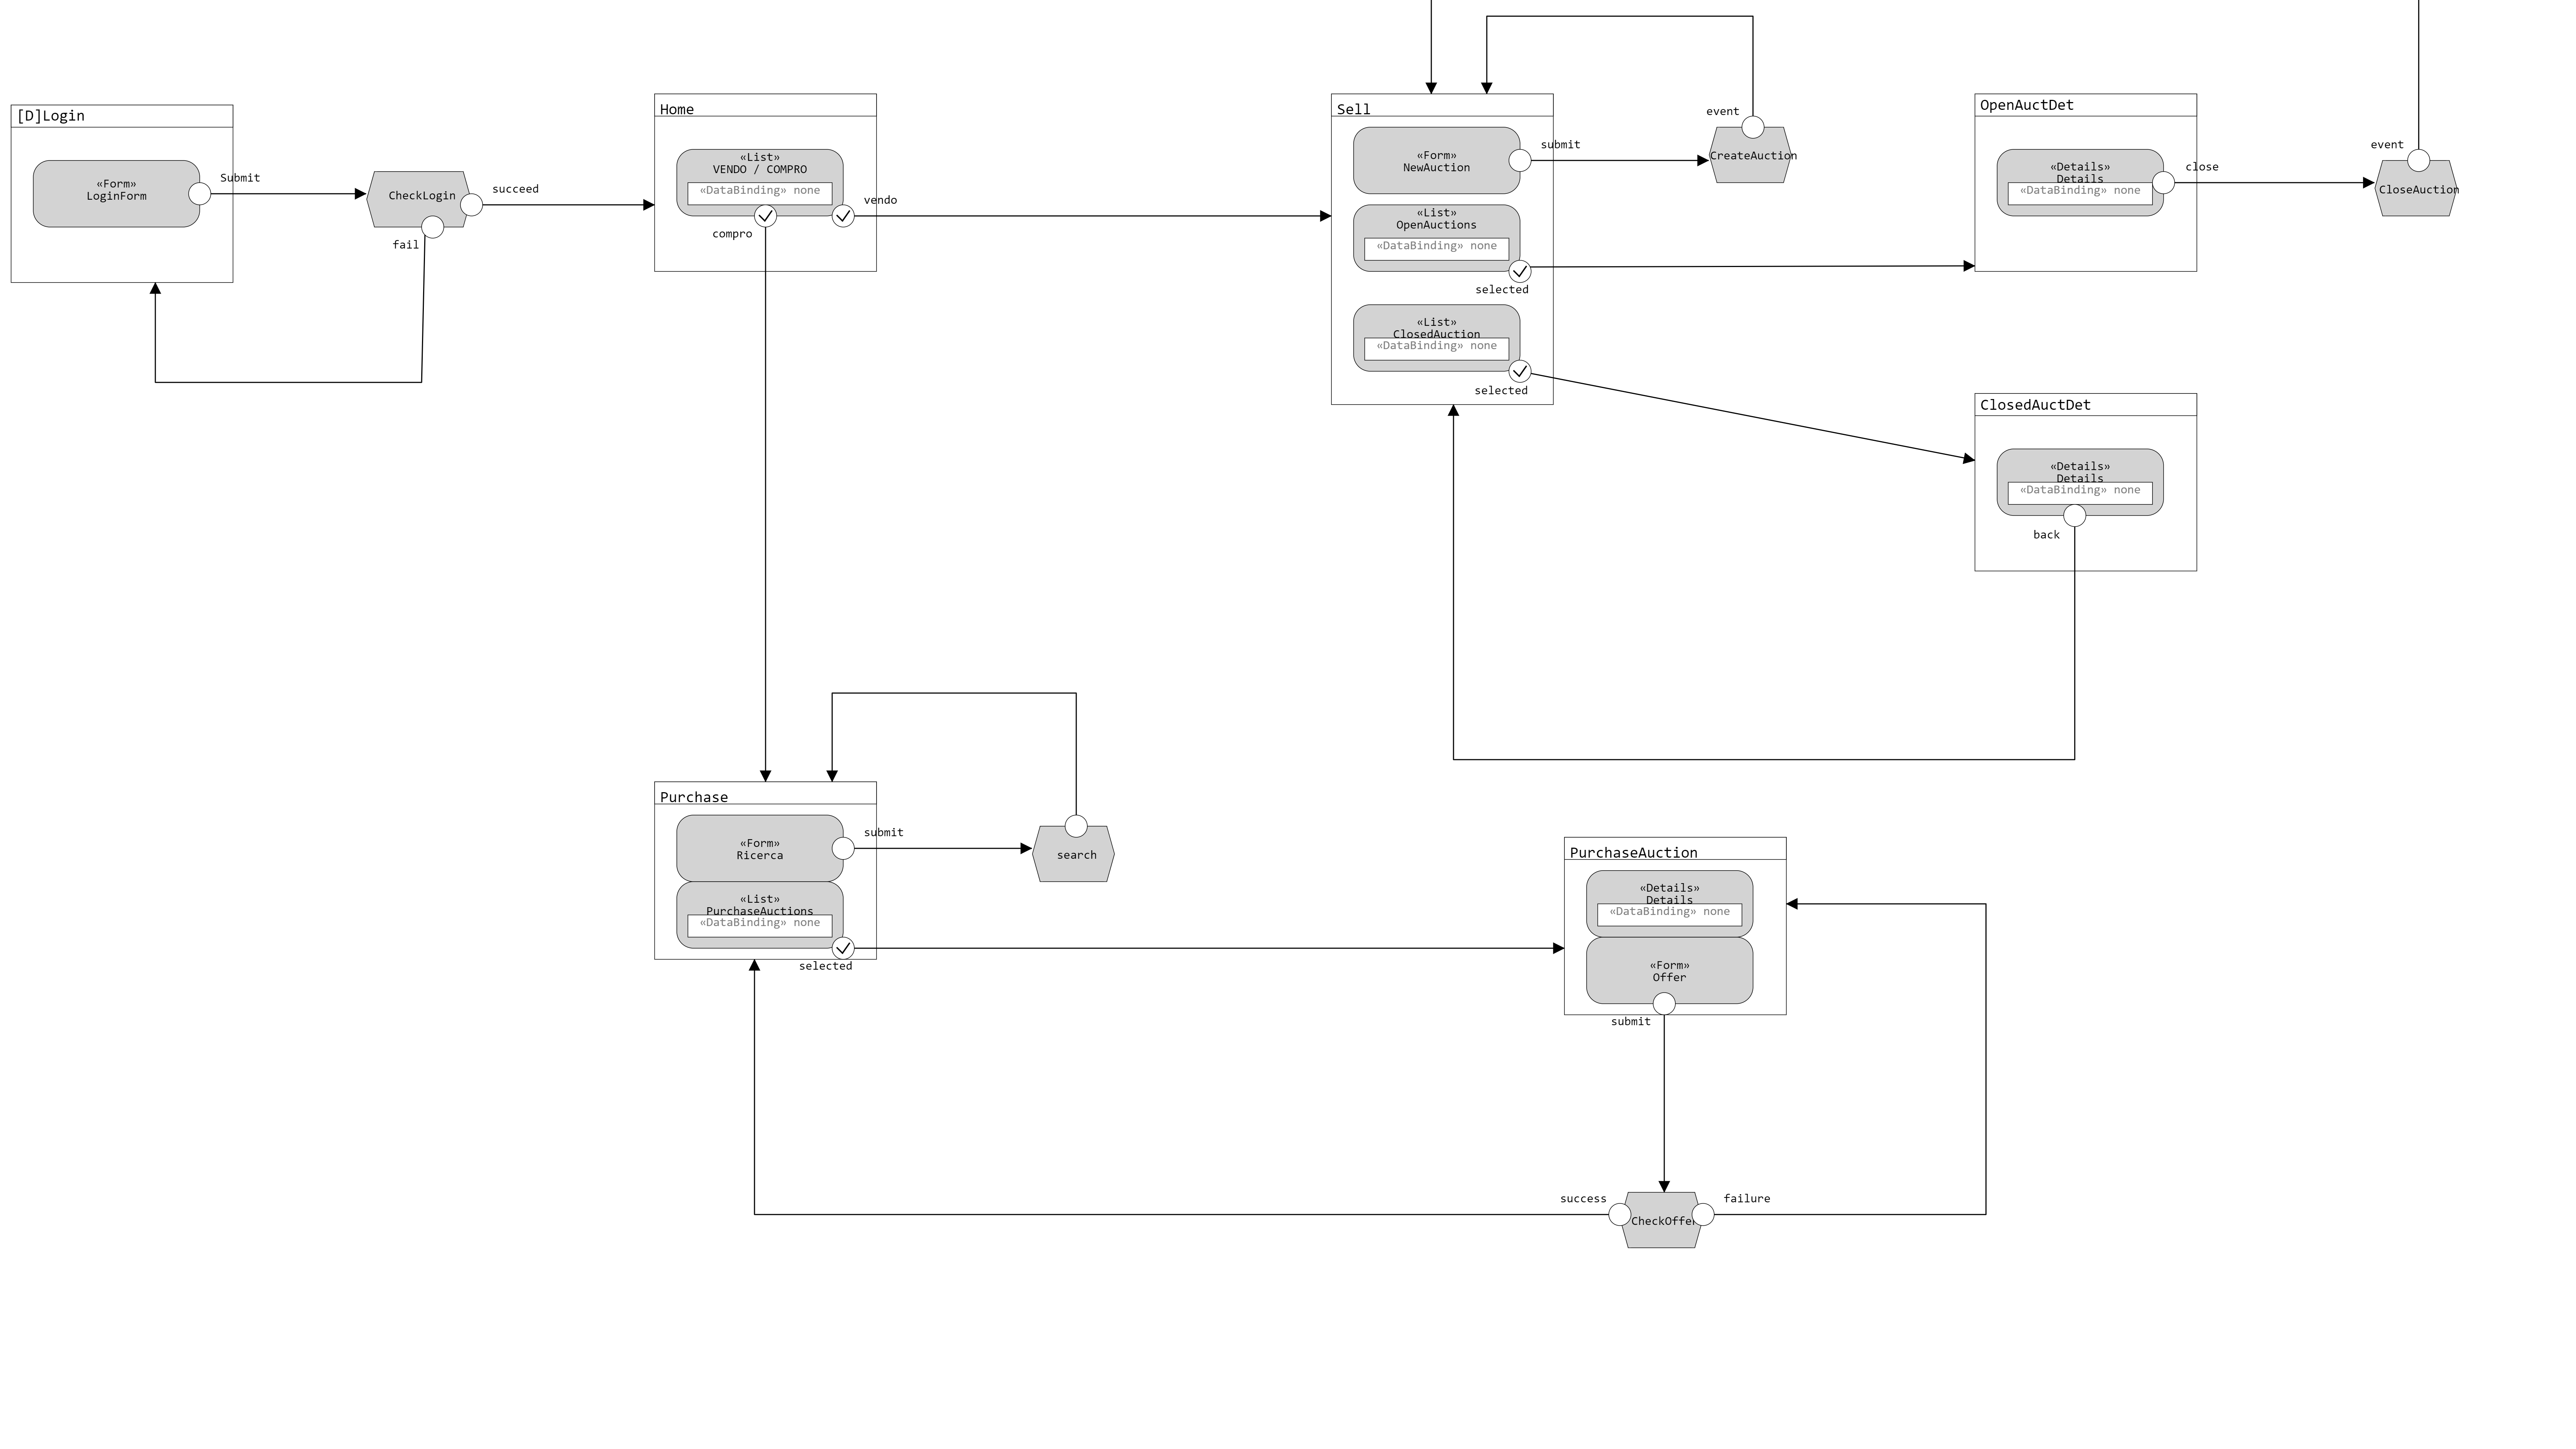 [D]Login
«Form»
LoginForm
Submit
CheckLogin
succeed
fail
Home
«List»
VENDO / COMPRO
«DataBinding» none
vendo
compro
Sell
«Form»
NewAuction
submit
event
CreateAuction
«List»
OpenAuctions
«DataBinding» none
selected
«List»
ClosedAuction
«DataBinding» none
selected
OpenAuctDet
«Details»
Details
«DataBinding» none
close
event
CloseAuction
ClosedAuctDet
«Details»
Details
«DataBinding» none
back
Purchase
«Form»
Ricerca
submit
search
«List»
PurchaseAuctions
«DataBinding» none
selected
PurchaseAuction
«Details»
Details
«DataBinding» none
«Form»
Offer
submit
success
CheckOffer
failure